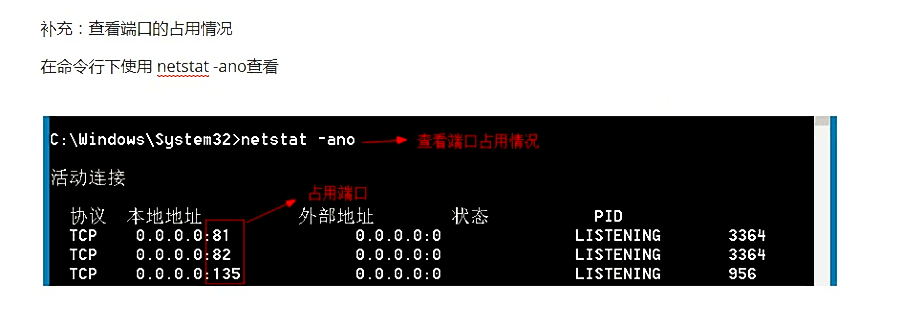 补充：查看端口的占用情况
在命令行下使用 netstat -ano查看
C:\Windows\System32>netstat -ano 查看端口占用情况
活动连接
占用端口
协议 本地地址 外部地址 状态 PID
TCP 0.0.0.0:81 0.0.0.0:0 LISTENING 3364
TCP 0.0.0.0:82 0.0.0.0:0 LISTENING 3364
TCP 0.0.0.0:135 0.0.0.0:0 LISTENING 956